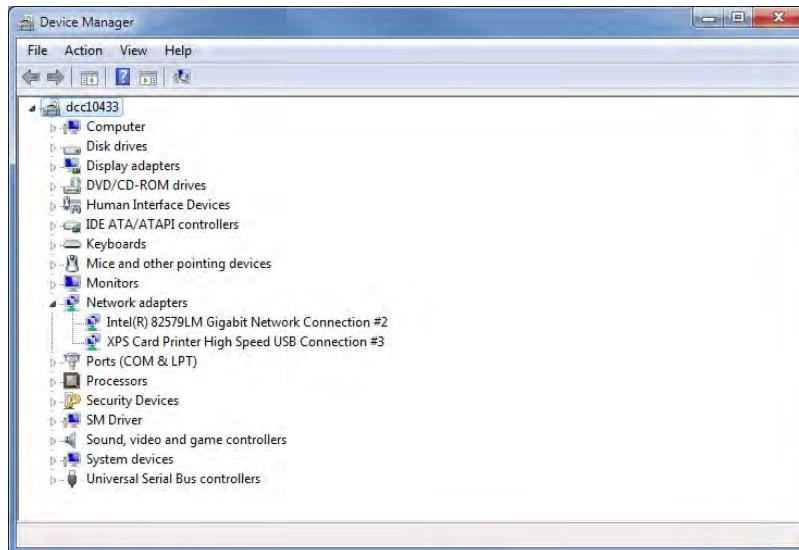 Device Manager
File Action View Help
dcc10433
Computer
Disk drives
Display adapters
DVD/CD-ROM drives
Human Interface Devices
IDE ATA/ATAPI controllers
Keyboards
Mice and other pointing devices
Monitors
Network adapters
Intel(R) 82579LM Gigabit Network Connection #2
XPS Card Printer High Speed USB Connection #3
Ports (COM & LPT)
Processors
Security Devices
SM Driver
Sound, video and game controllers
System devices
Universal Serial Bus controllers